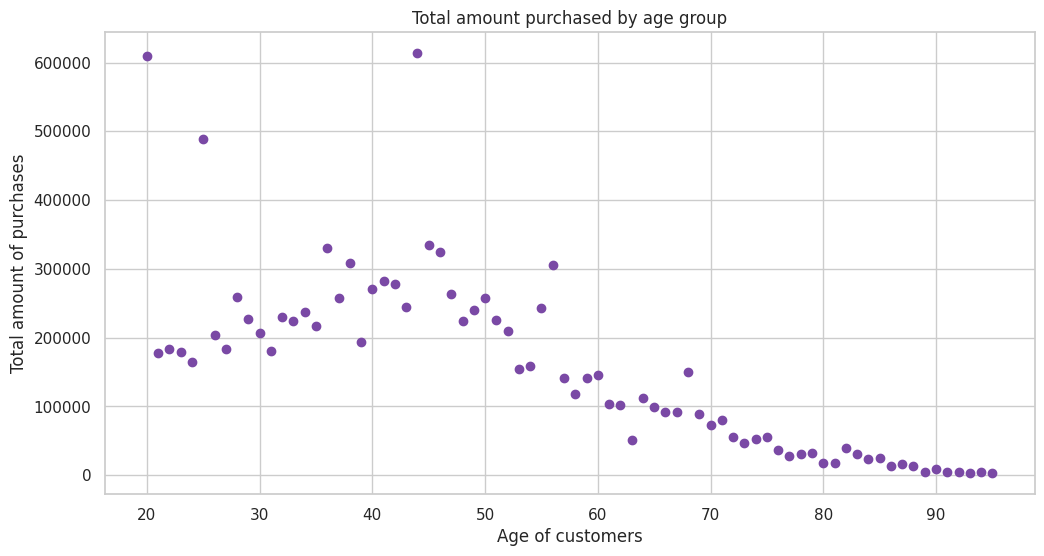 Total amount purchased by age group
Total amount of purchases
600000
500000
400000
300000
200000
100000
0
20 30 40 50 60 70 80 90
Age of customers